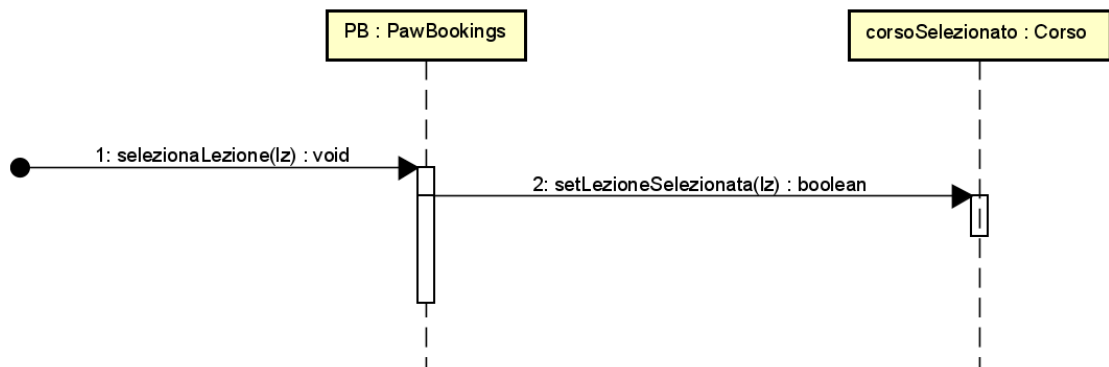 PB : PawBookings
corsoSelezionato : Corso
1: selezionaLezione(lz) : void
2: setLezioneSelezionata(lz) : boolean